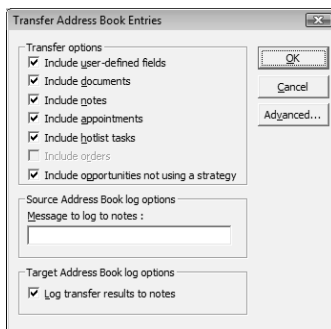 Transfer Address Book Entries
Transfer options
Include user-defined fields
Include documents
Include notes
Include appointments
Include hotlist tasks
Include orders
Include opportunities not using a strategy
OK
Cancel
Advanced...
Source Address Book log options
Message to log to notes :
Target Address Book log options
Log transfer results to notes